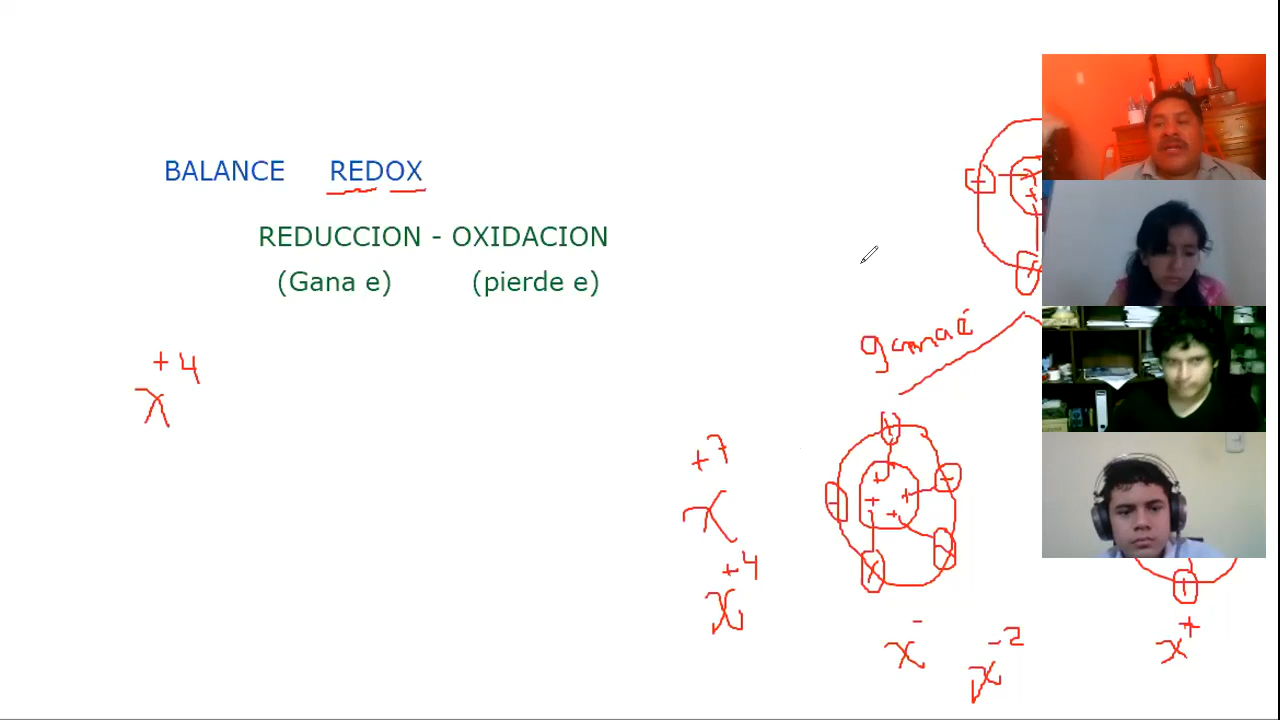 BALANCE REDOX
REDUCCION - OXIDACION
(Gana e) (pierde e)
gana é
x+4
x+7
x+4
x-
x-2
x+